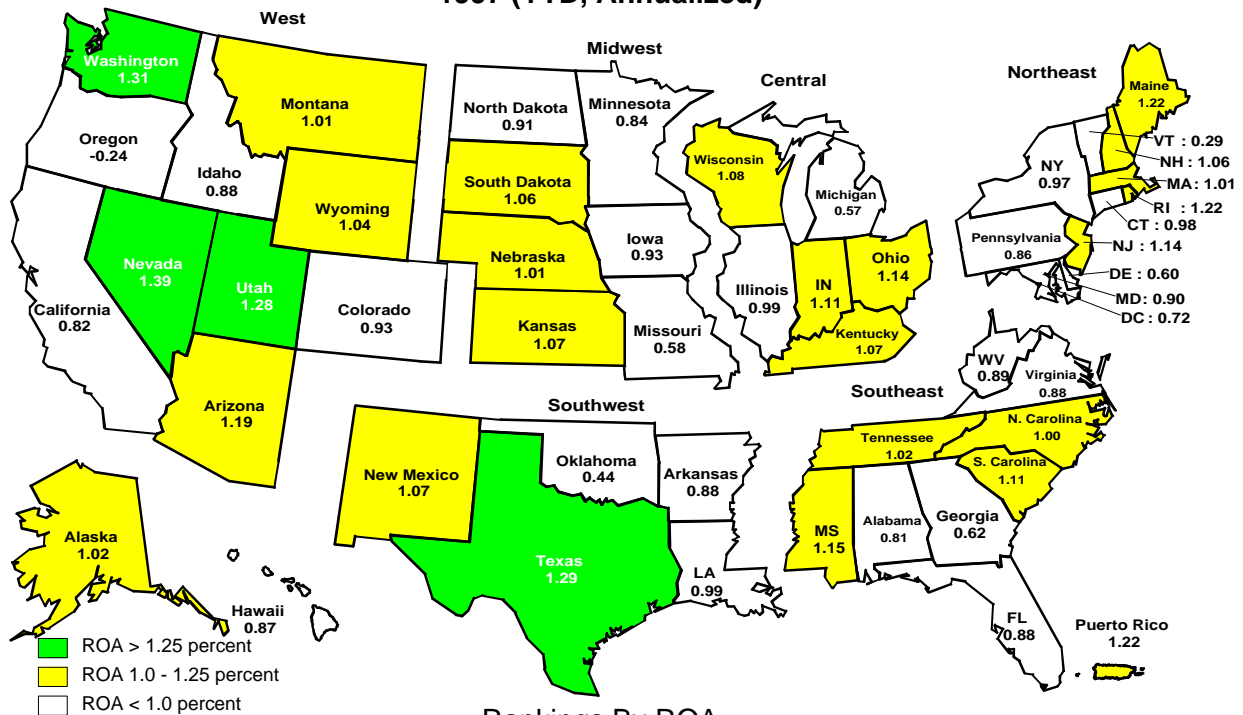 West
Washington
1.31
Oregon
-0.24
Idaho
0.88
Montana
1.01
Wyoming
1.04
Nevada
1.39
Utah
1.28
California
0.82
Colorado
0.93
Arizona
1.19
Alaska
1.02
Hawaii
0.87
Midwest
North Dakota
0.91
Minnesota
0.84
South Dakota
1.06
Nebraska
1.01
Iowa
0.93
Kansas
1.07
Missouri
0.58
Central
Wisconsin
1.08
Michigan
0.57
Illinois
0.99
IN
1.11
Ohio
1.14
Kentucky
1.07
Northeast
Maine
1.22
NY
0.97
Pennsylvania
0.86
VT : 0.29
NH : 1.06
MA : 1.01
RI : 1.22
CT : 0.98
NJ : 1.14
DE : 0.60
MD: 0.90
DC : 0.72
Southwest
New Mexico
1.07
Oklahoma
0.44
Arkansas
0.88
Texas
1.29
LA
0.99
Southeast
WV
0.89
Virginia
0.88
Tennessee
1.02
N. Carolina
1.00
S. Carolina
1.11
MS
1.15
Alabama
0.81
Georgia
0.62
FL
0.88
Puerto Rico
1.22
ROA > 1.25 percent
ROA 1.0 - 1.25 percent
ROA < 1.0 percent